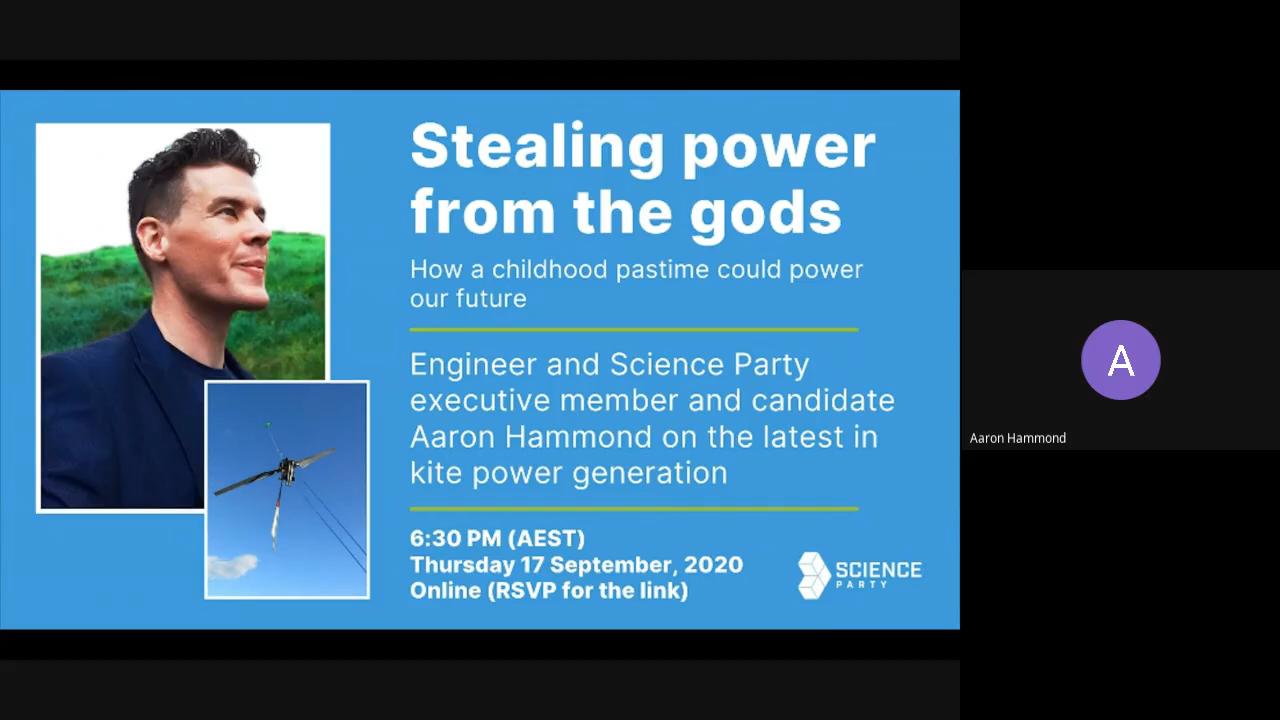 Stealing power
from the gods
How a childhood pastime could power
our future
Engineer and Science Party
executive member and candidate
Aaron Hammond on the latest in
kite power generation
6:30 PM (AEST)
Thursday 17 September, 2020
Online (RSVP for the link)
SCIENCE
PARTY
A
Aaron Hammond